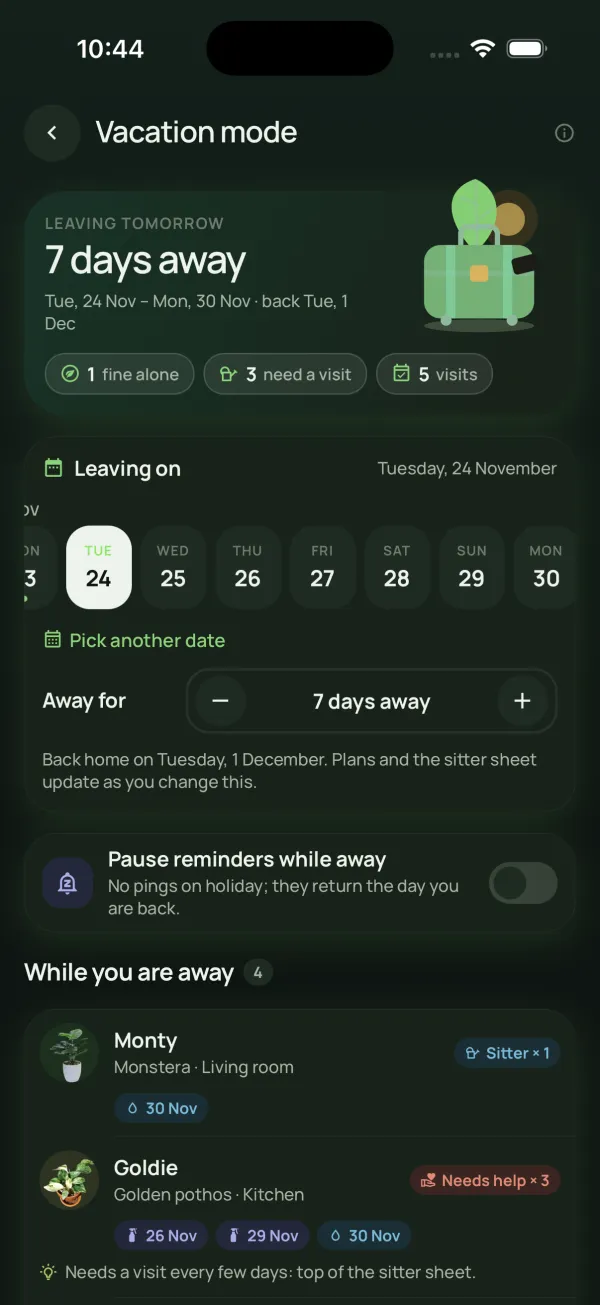 10:44
Vacation mode
LEAVING TOMORROW
7 days away
Tue, 24 Nov – Mon, 30 Nov · back Tue, 1
Dec
1 fine alone
3 need a visit
5 visits
Leaving on
Tuesday, 24 November
OV
ON
3
TUE
24
WED
25
THU
26
FRI
27
SAT
28
SUN
29
MON
30
Pick another date
Away for
7 days away
Back home on Tuesday, 1 December. Plans and the sitter sheet
update as you change this.
Pause reminders while away
No pings on holiday; they return the day you
are back.
While you are away 4
Monty
Monstera · Living room
Sitter × 1
30 Nov
Goldie
Golden pothos · Kitchen
Needs help × 3
26 Nov
29 Nov
30 Nov
Needs a visit every few days: top of the sitter sheet.